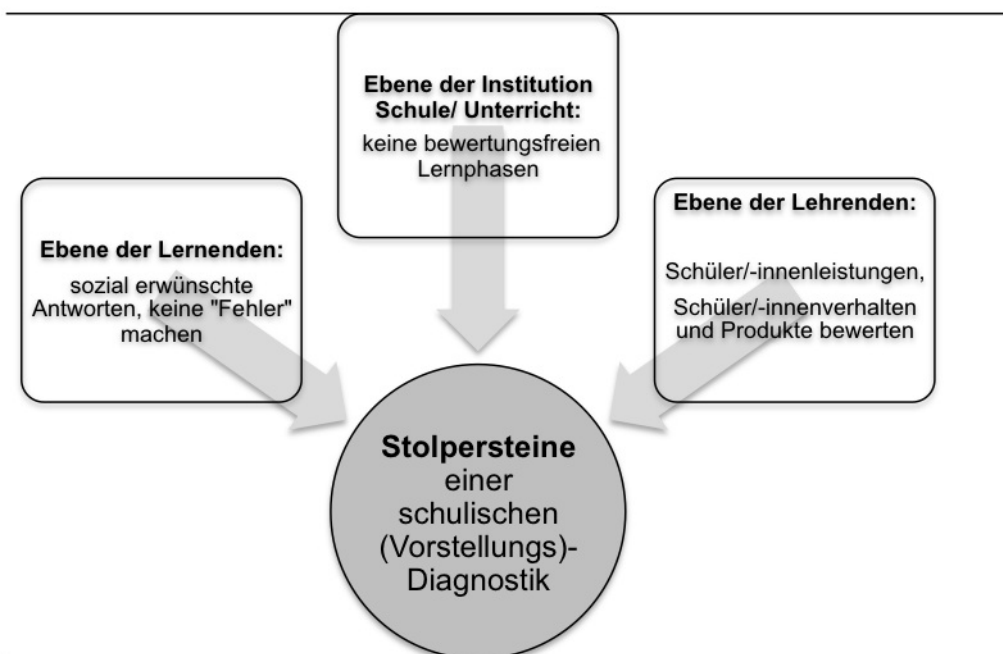 Ebene der Institution
Schule/ Unterricht:
keine bewertungsfreien
Lernphasen
Ebene der Lernenden:
sozial erwünschte
Antworten, keine "Fehler"
machen
Ebene der Lehrenden:
Schüler/-innenleistungen,
Schüler/-innenverhalten
und Produkte bewerten
Stolpersteine
einer
schulischen
(Vorstellungs)-
Diagnostik